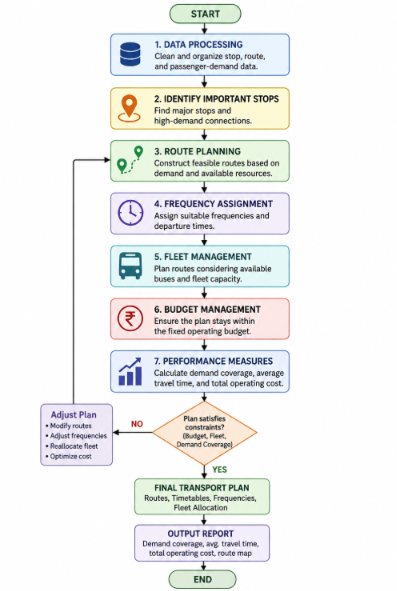 START
1. DATA PROCESSING
Clean and organize stop, route,
and passenger-demand data.
2. IDENTIFY IMPORTANT STOPS
Find major stops and
high-demand connections.
3. ROUTE PLANNING
Construct feasible routes based on
demand and available resources.
4. FREQUENCY ASSIGNMENT
Assign suitable frequencies and
departure times.
5. FLEET MANAGEMENT
Plan routes considering available
buses and fleet capacity.
₹
6. BUDGET MANAGEMENT
Ensure the plan stays within
the fixed operating budget.
7. PERFORMANCE MEASURES
Calculate demand coverage, average
travel time, and total operating cost.
Adjust Plan
• Modify routes
• Adjust frequencies
• Reallocate fleet
• Optimize cost
NO
Plan satisfies
constraints?
(Budget, Fleet,
Demand Coverage)
YES
FINAL TRANSPORT PLAN
Routes, Timetables, Frequencies,
Fleet Allocation
OUTPUT REPORT
Demand coverage, avg. travel time,
total operating cost, route map
END